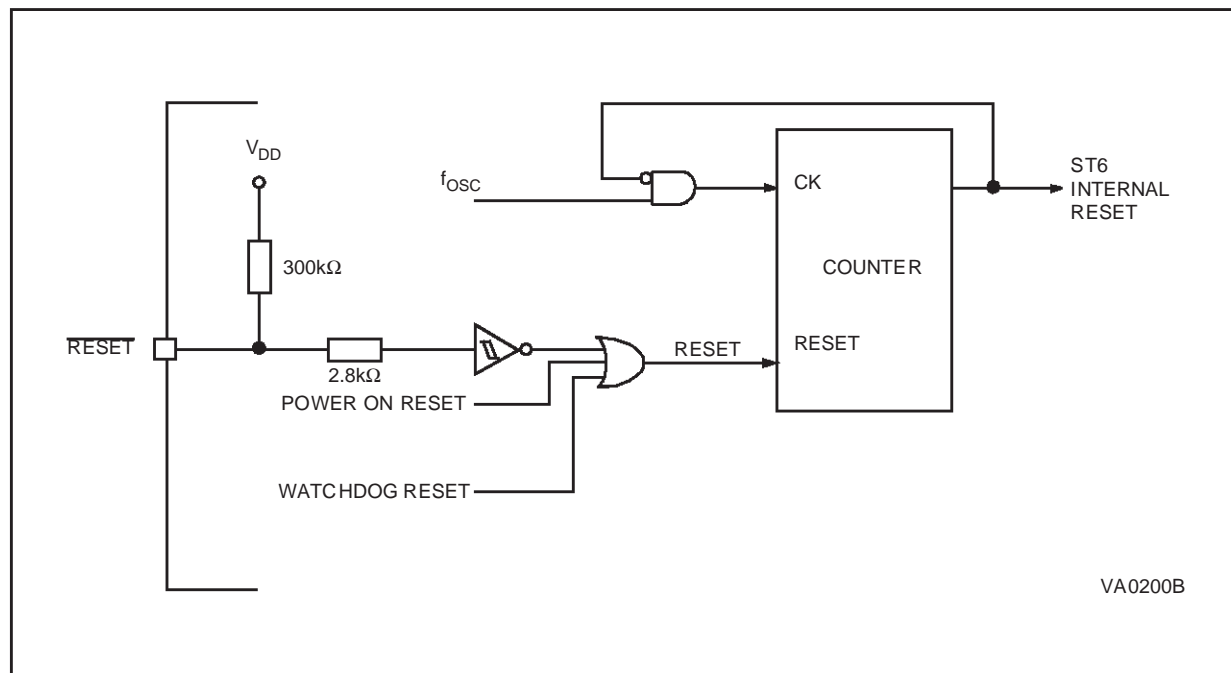 V_DD
f_OSC
CK
ST6
INTERNAL
RESET
300kΩ
COUNTER
RESET
2.8kΩ
RESET
RESET
POWER ON RESET
WATCHDOG RESET
VA0200B